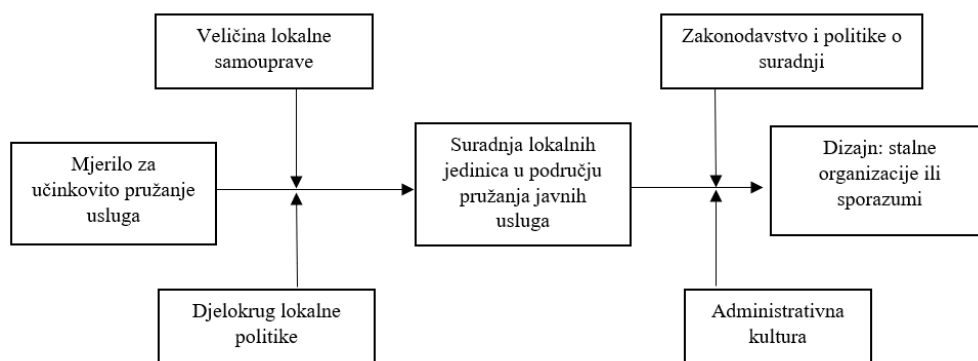 Veličina lokalne
samouprave
Zakonodavstvo i politike o
suradnji
Mjerilo za
učinkovito pružanje
usluga
Suradnja lokalnih
jedinica u području
pružanja javnih
usluga
Dizajn: stalne
organizacije ili
sporazumi
Djelokrug lokalne
politike
Administrativna
kultura